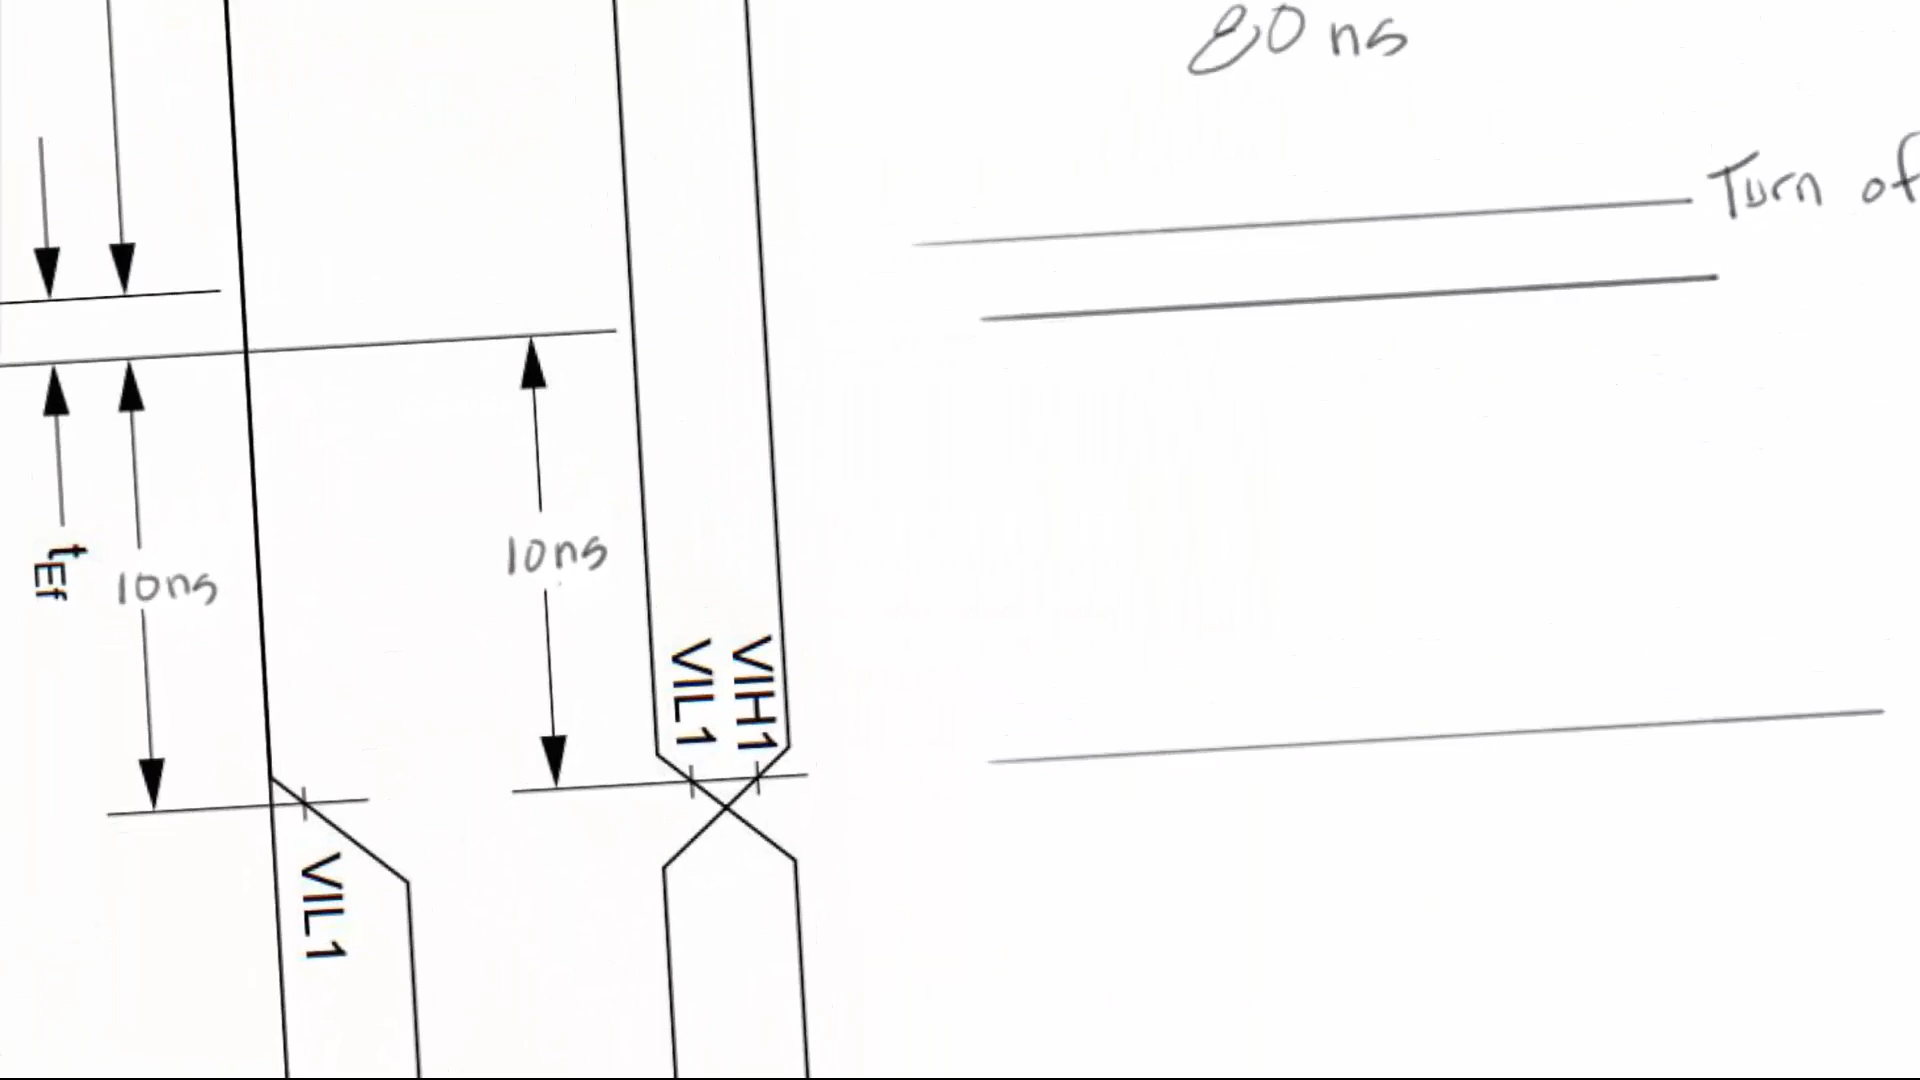 80 ns
Turn of
tEf
10ns
10ns
VIL1
VIH1
VIL1